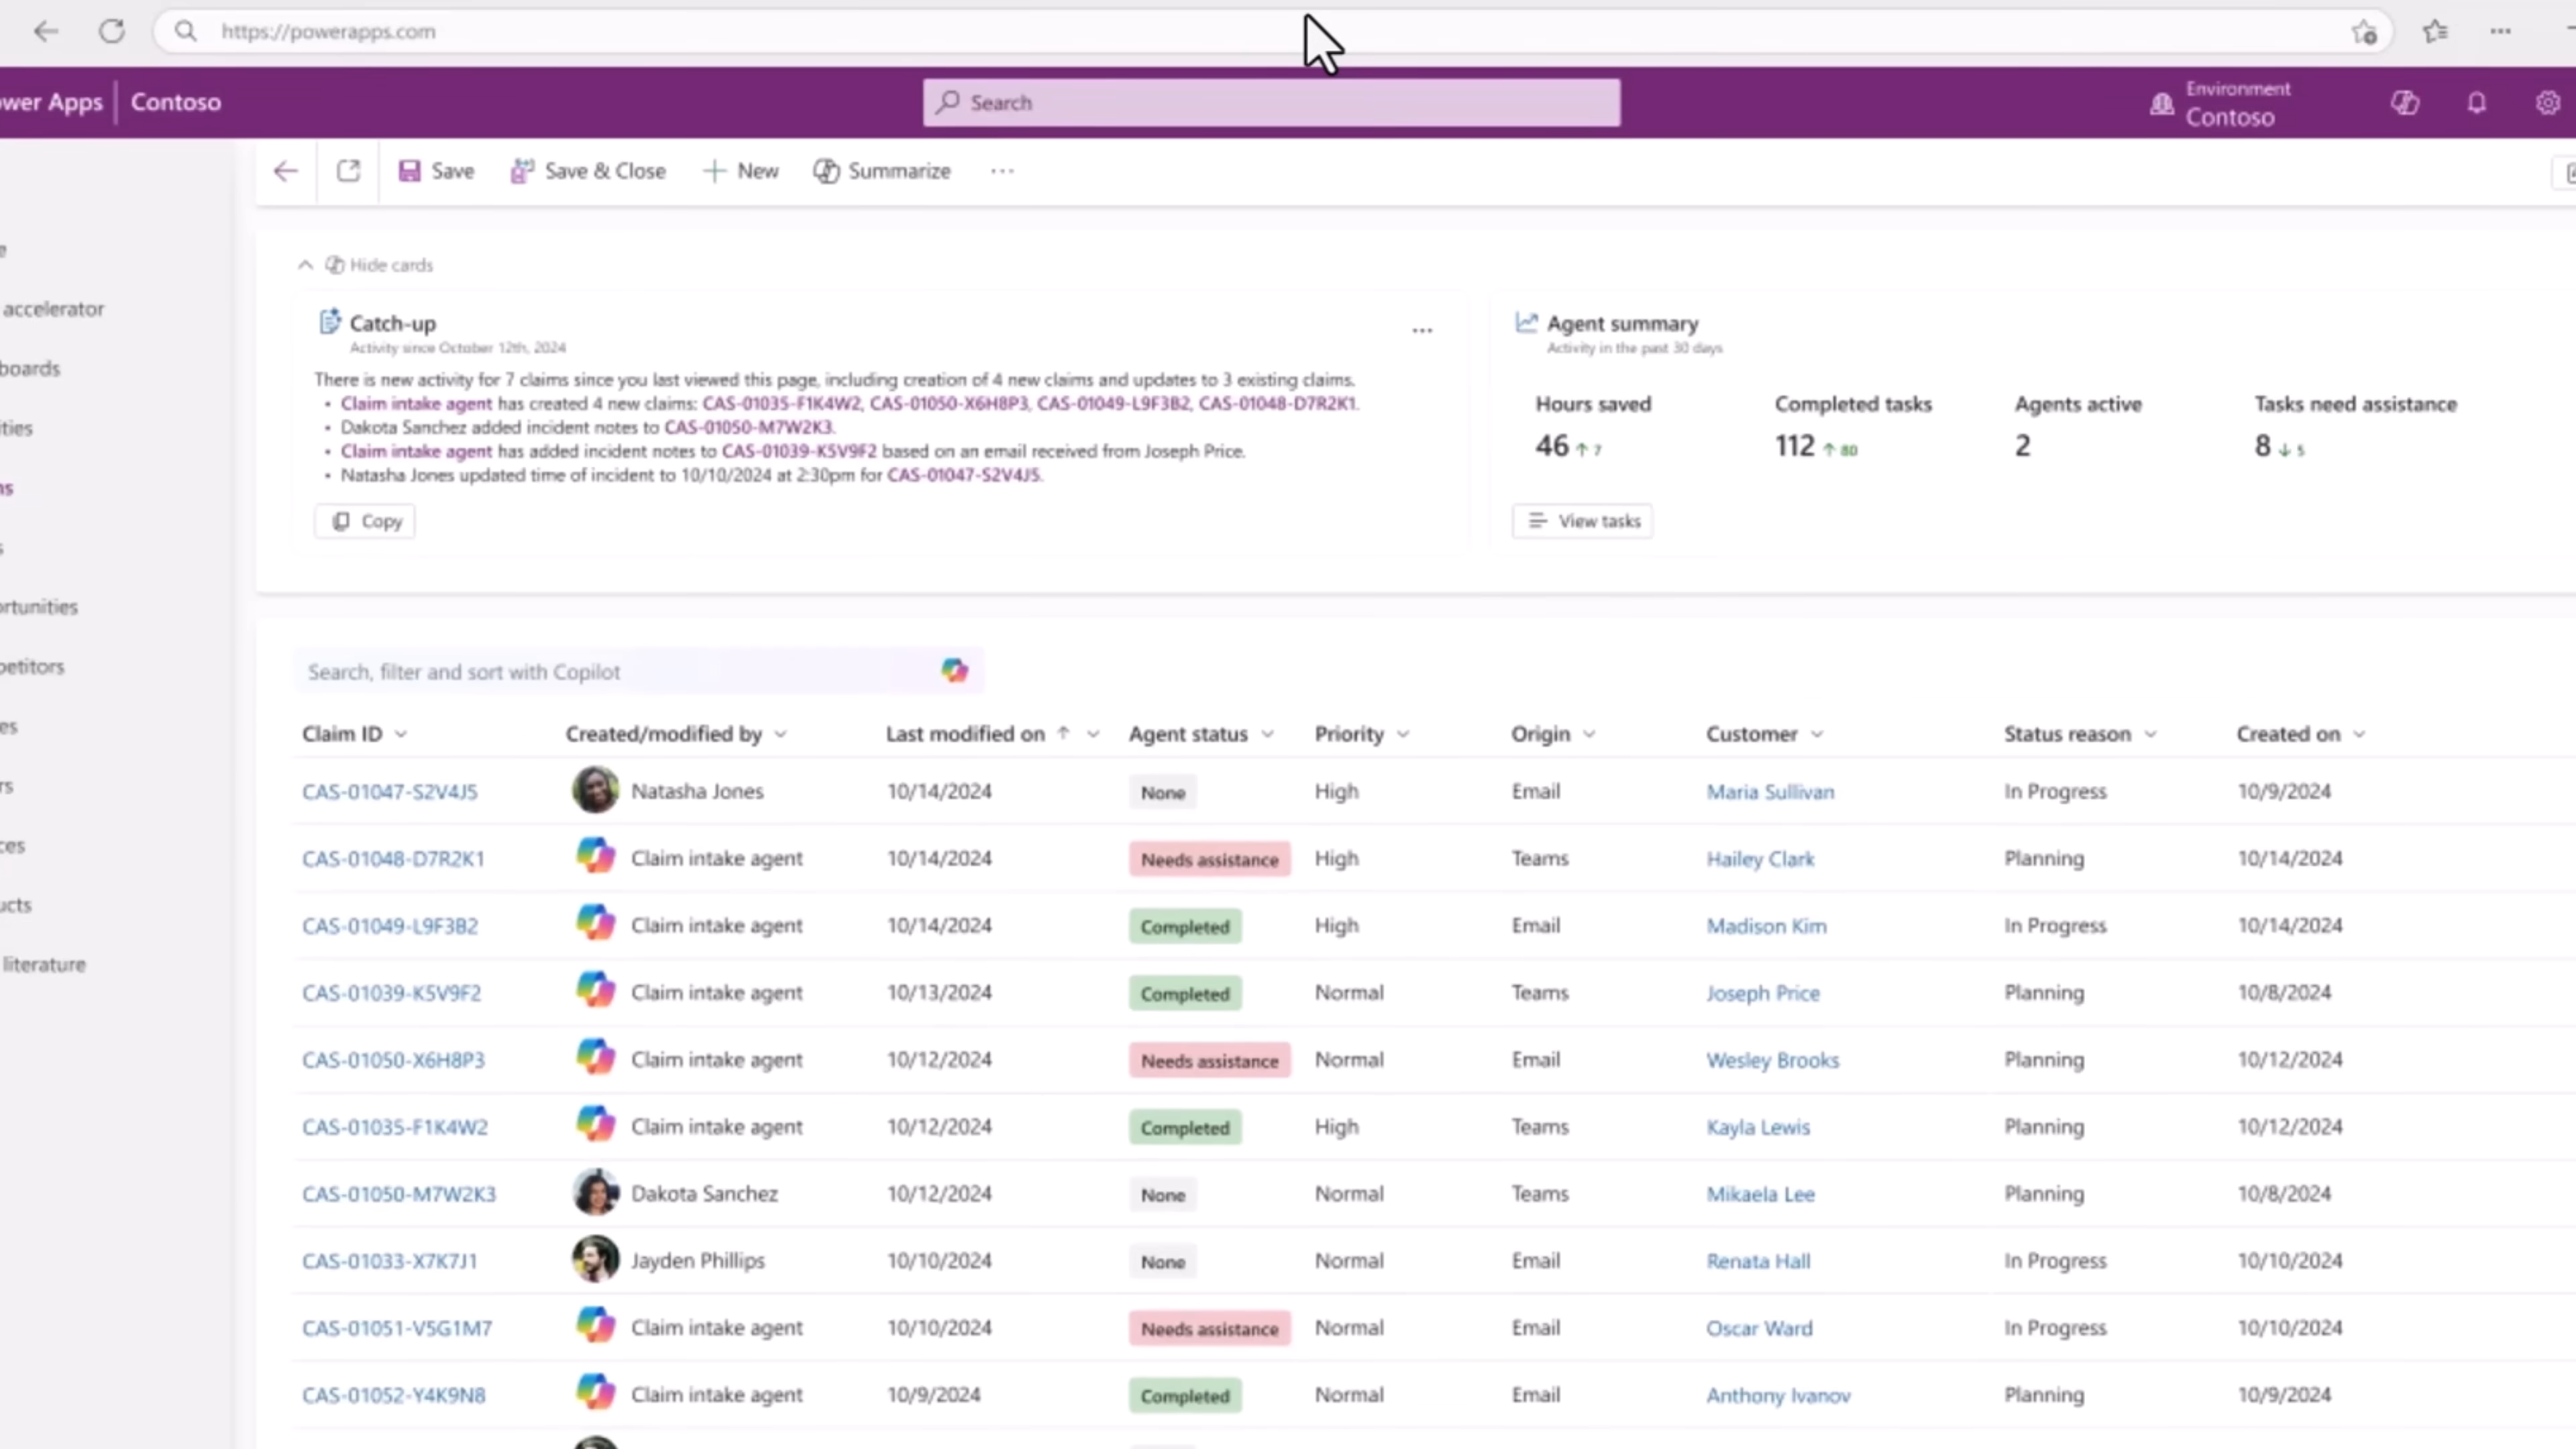 https://powerapps.com
wer Apps
Contoso
Search
Environment
Contoso
Save
Save & Close
New
Summarize
accelerator
boards
ities
ns
s
ortunities
petitors
es
rs
ces
ucts
literature
Hide cards
Catch-up
Activity since October 12th, 2024
There is new activity for 7 claims since you last viewed this page, including creation of 4 new claims and updates to 3 existing claims.
• Claim intake agent has created 4 new claims: CAS-01035-F1K4W2, CAS-01050-X6H8P3, CAS-01049-L9F3B2, CAS-01048-D7R2K1.
• Dakota Sanchez added incident notes to CAS-01050-M7W2K3.
• Claim intake agent has added incident notes to CAS-01039-K5V9F2 based on an email received from Joseph Price.
• Natasha Jones updated time of incident to 10/10/2024 at 2:30pm for CAS-01047-S2V4J5.
Copy
Agent summary
Activity in the past 30 days
Hours saved Completed tasks Agents active Tasks need assistance
46 ↑ 7 112 ↑ 80 2 8 ↓ 5
View tasks
Search, filter and sort with Copilot
Claim ID Created/modified by Last modified on ↑ Agent status Priority Origin Customer Status reason Created on
CAS-01047-S2V4J5 Natasha Jones 10/14/2024 None High Email Maria Sullivan In Progress 10/9/2024
CAS-01048-D7R2K1 Claim intake agent 10/14/2024 Needs assistance High Teams Hailey Clark Planning 10/14/2024
CAS-01049-L9F3B2 Claim intake agent 10/14/2024 Completed High Email Madison Kim In Progress 10/14/2024
CAS-01039-K5V9F2 Claim intake agent 10/13/2024 Completed Normal Teams Joseph Price Planning 10/8/2024
CAS-01050-X6H8P3 Claim intake agent 10/12/2024 Needs assistance Normal Email Wesley Brooks Planning 10/12/2024
CAS-01035-F1K4W2 Claim intake agent 10/12/2024 Completed High Teams Kayla Lewis Planning 10/12/2024
CAS-01050-M7W2K3 Dakota Sanchez 10/12/2024 None Normal Teams Mikaela Lee Planning 10/8/2024
CAS-01033-X7K7J1 Jayden Phillips 10/10/2024 None Normal Email Renata Hall In Progress 10/10/2024
CAS-01051-V5G1M7 Claim intake agent 10/10/2024 Needs assistance Normal Email Oscar Ward In Progress 10/10/2024
CAS-01052-Y4K9N8 Claim intake agent 10/9/2024 Completed Normal Email Anthony Ivanov Planning 10/9/2024